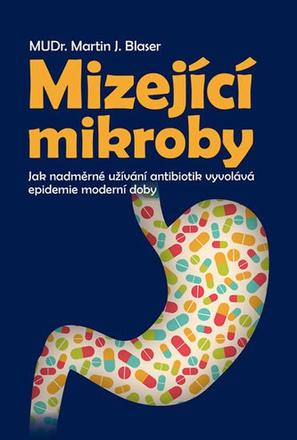 MUDr. Martin J. Blaser
Mizející
mikroby
Jak nadměrné užívání antibiotik vyvolává
epidemie moderní doby